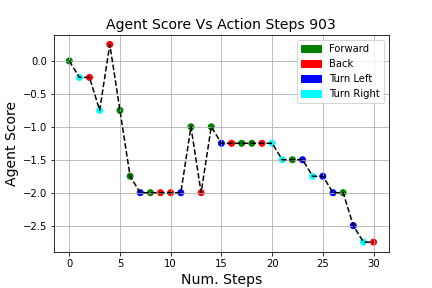 Agent Score Vs Action Steps 903
Agent Score
0.0
−0.5
−1.0
−1.5
−2.0
−2.5
Forward
Back
Turn Left
Turn Right
0 5 10 15 20 25 30
Num. Steps